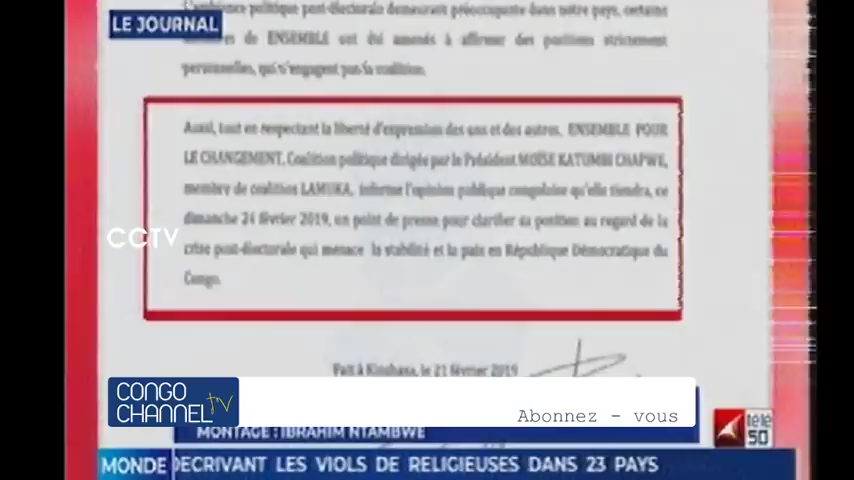 L'ambiance politique post-électorale demeurant préoccupante dans notre pays, certains
LE JOURNAL
de ENSEMBLE ont été amenés à affirmer des positions strictement
personnelles, qui n'engagent pas la coalition.
Aussi, tout en respectant la liberté d'expression des uns et des autres, ENSEMBLE POUR
LE CHANGEMENT, Coalition politique dirigée par le Président MOÏSE KATUMBI CHAPWE,
membre de coalition LAMUKA, informe l'opinion publique congolaise qu'elle tiendra, ce
dimanche 24 février 2019, un point de presse pour clarifier sa position au regard de la
CCTV
crise post-électorale qui menace la stabilité et la paix en République Démocratique du
Congo.
Fait à Kinshasa, le 21 février 2019
CONGO
CHANNEL TV
Abonnez - vous
MONTAGE : IBRAHIM NTAMBWE
télé
50
MONDE DECRIVANT LES VIOLS DE RELIGIEUSES DANS 23 PAYS